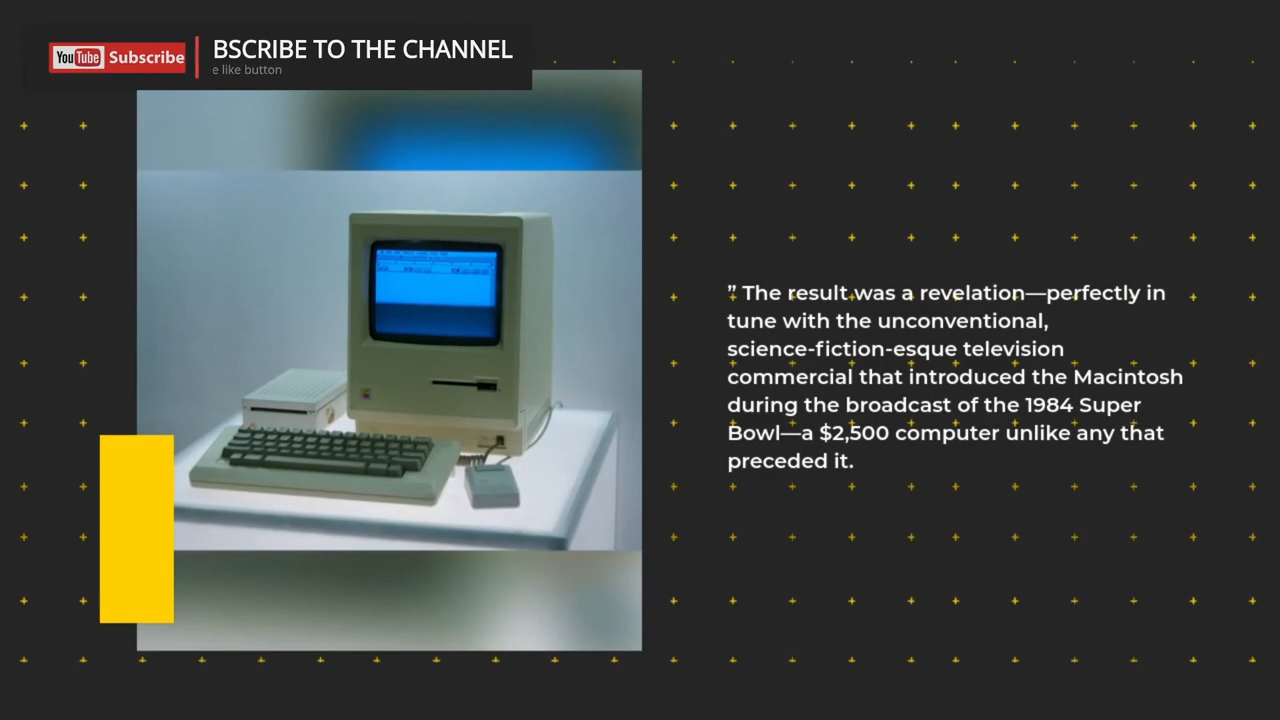 YouTube Subscribe
BSCRIBE TO THE CHANNEL
e like button
” The result was a revelation—perfectly in
tune with the unconventional,
science-fiction-esque television
commercial that introduced the Macintosh
during the broadcast of the 1984 Super
Bowl—a $2,500 computer unlike any that
preceded it.